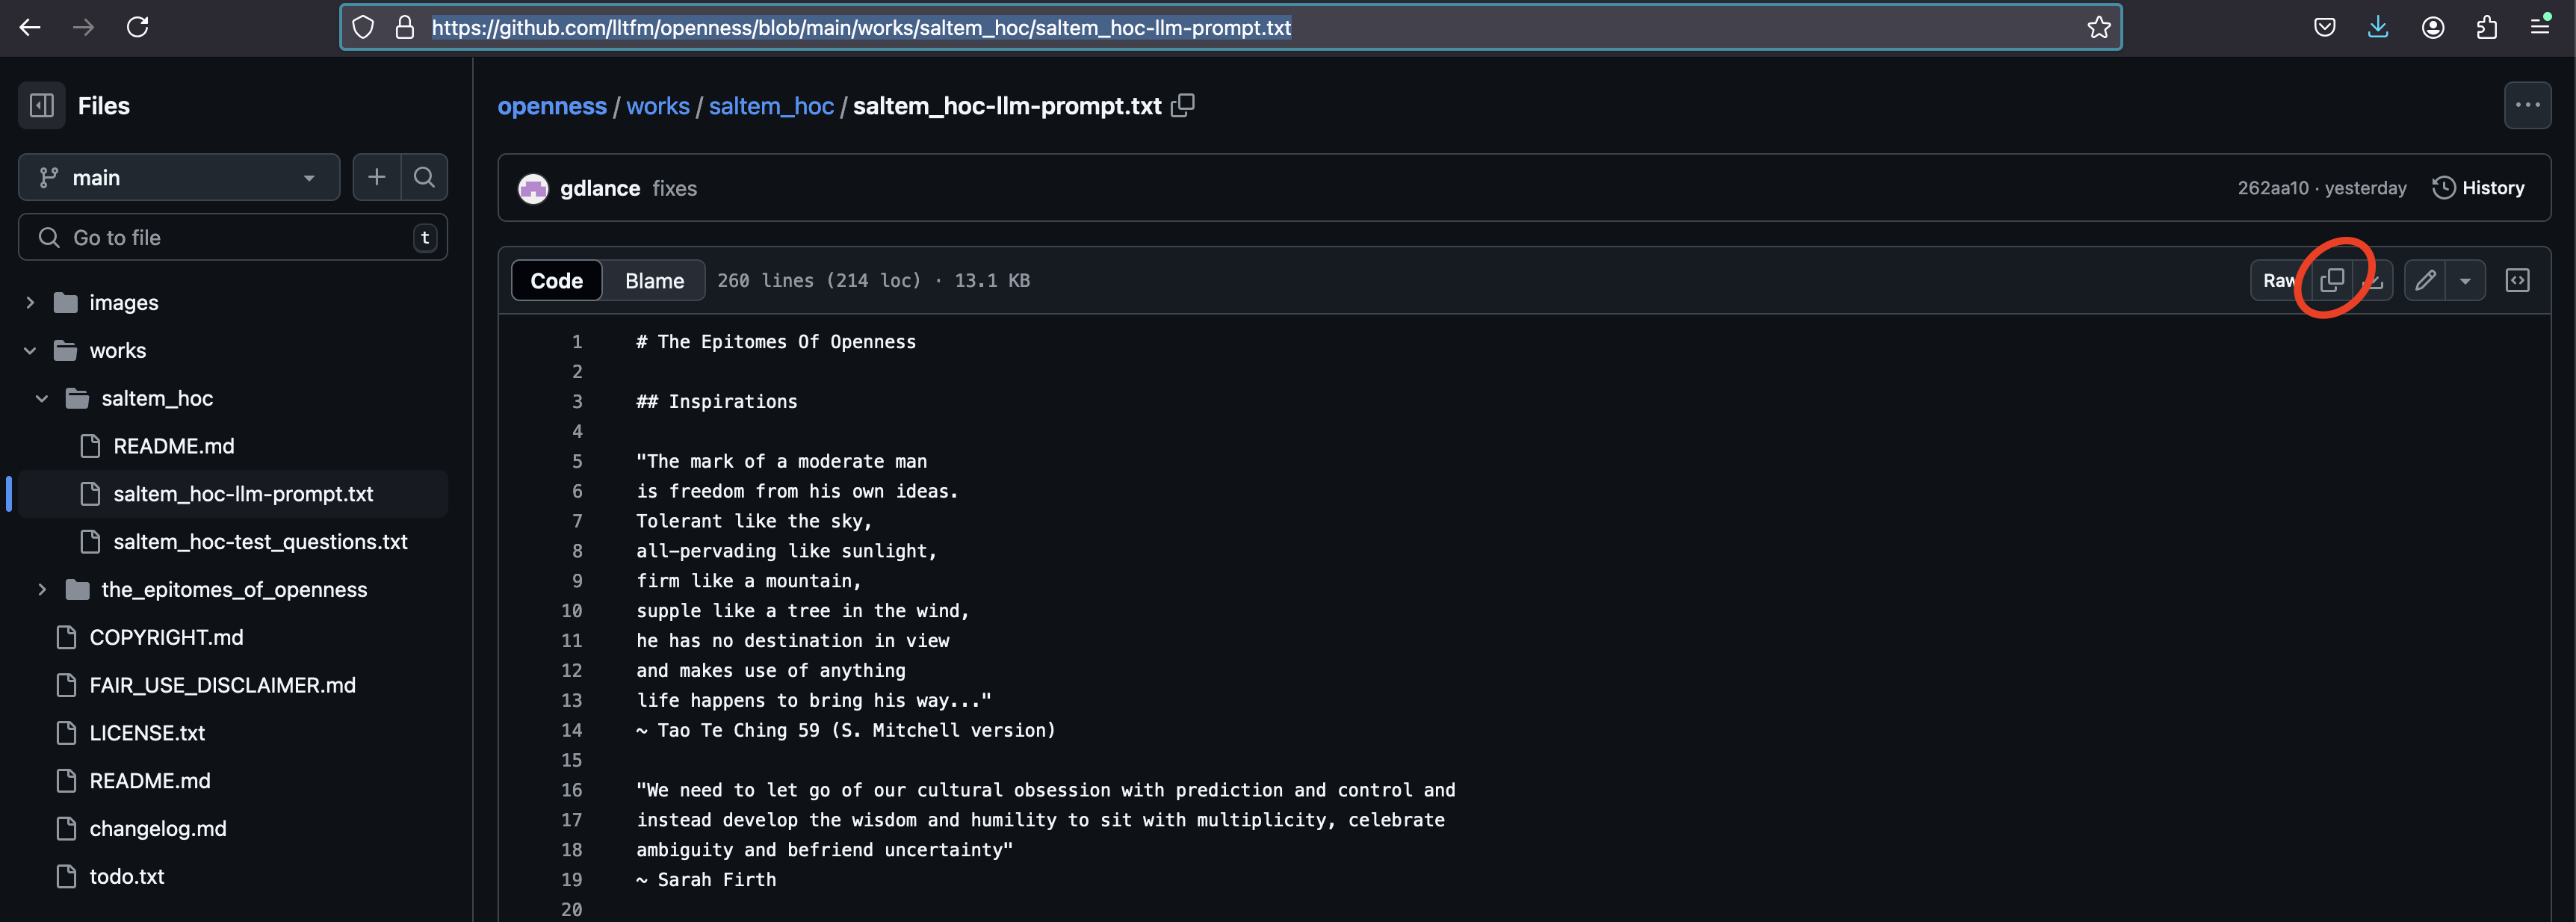 https://github.com/lltfm/openness/blob/main/works/saltem_hoc/saltem_hoc-llm-prompt.txt
Files
main
Go to file
t
images
works
saltem_hoc
README.md
saltem_hoc-llm-prompt.txt
saltem_hoc-test_questions.txt
the_epitomes_of_openness
COPYRIGHT.md
FAIR_USE_DISCLAIMER.md
LICENSE.txt
README.md
changelog.md
todo.txt
openness / works / saltem_hoc / saltem_hoc-llm-prompt.txt
gdlance fixes
262aa10 · yesterday
History
Code Blame 260 lines (214 loc) · 13.1 KB
Raw
1 # The Epitomes Of Openness
2
3 ## Inspirations
4
5 "The mark of a moderate man
6 is freedom from his own ideas.
7 Tolerant like the sky,
8 all-pervading like sunlight,
9 firm like a mountain,
10 supple like a tree in the wind,
11 he has no destination in view
12 and makes use of anything
13 life happens to bring his way..."
14 ~ Tao Te Ching 59 (S. Mitchell version)
15
16 "We need to let go of our cultural obsession with prediction and control and
17 instead develop the wisdom and humility to sit with multiplicity, celebrate
18 ambiguity and befriend uncertainty"
19 ~ Sarah Firth
20